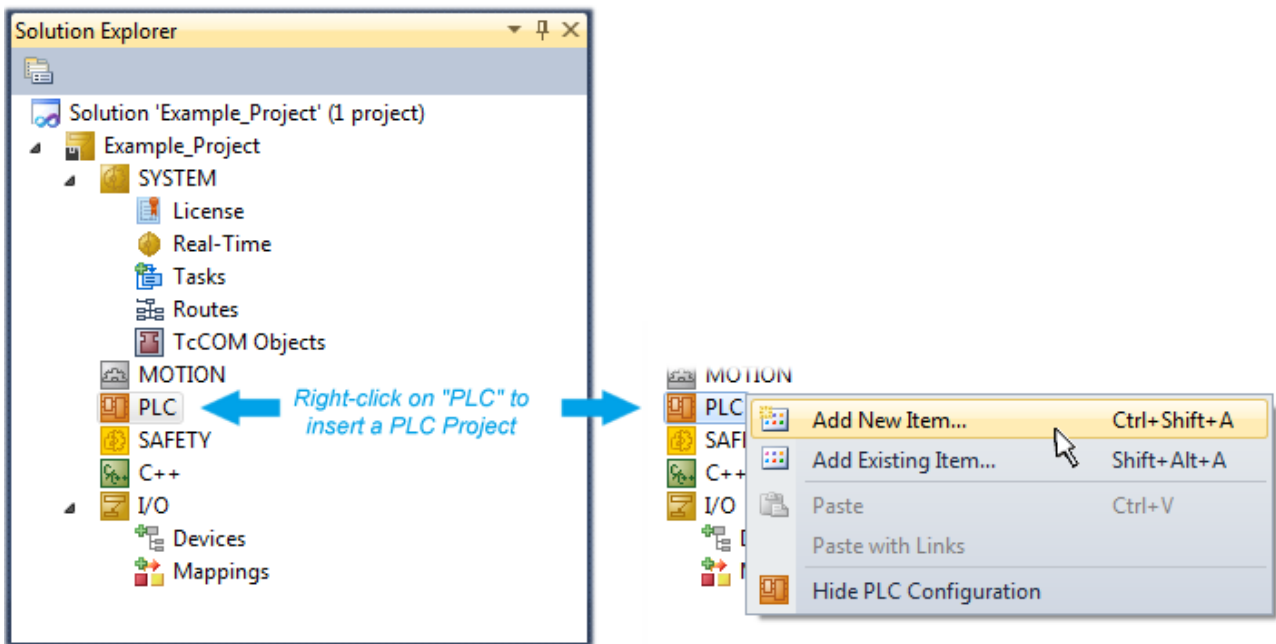 Solution Explorer
Solution 'Example_Project' (1 project)
Example_Project
SYSTEM
License
Real-Time
Tasks
Routes
TcCOM Objects
MOTION
PLC
SAFETY
C++
I/O
Devices
Mappings
Right-click on "PLC" to
insert a PLC Project
MOTION
PLC
SAF
C++
I/O
Add New Item... Ctrl+Shift+A
Add Existing Item... Shift+Alt+A
Paste Ctrl+V
Paste with Links
Hide PLC Configuration